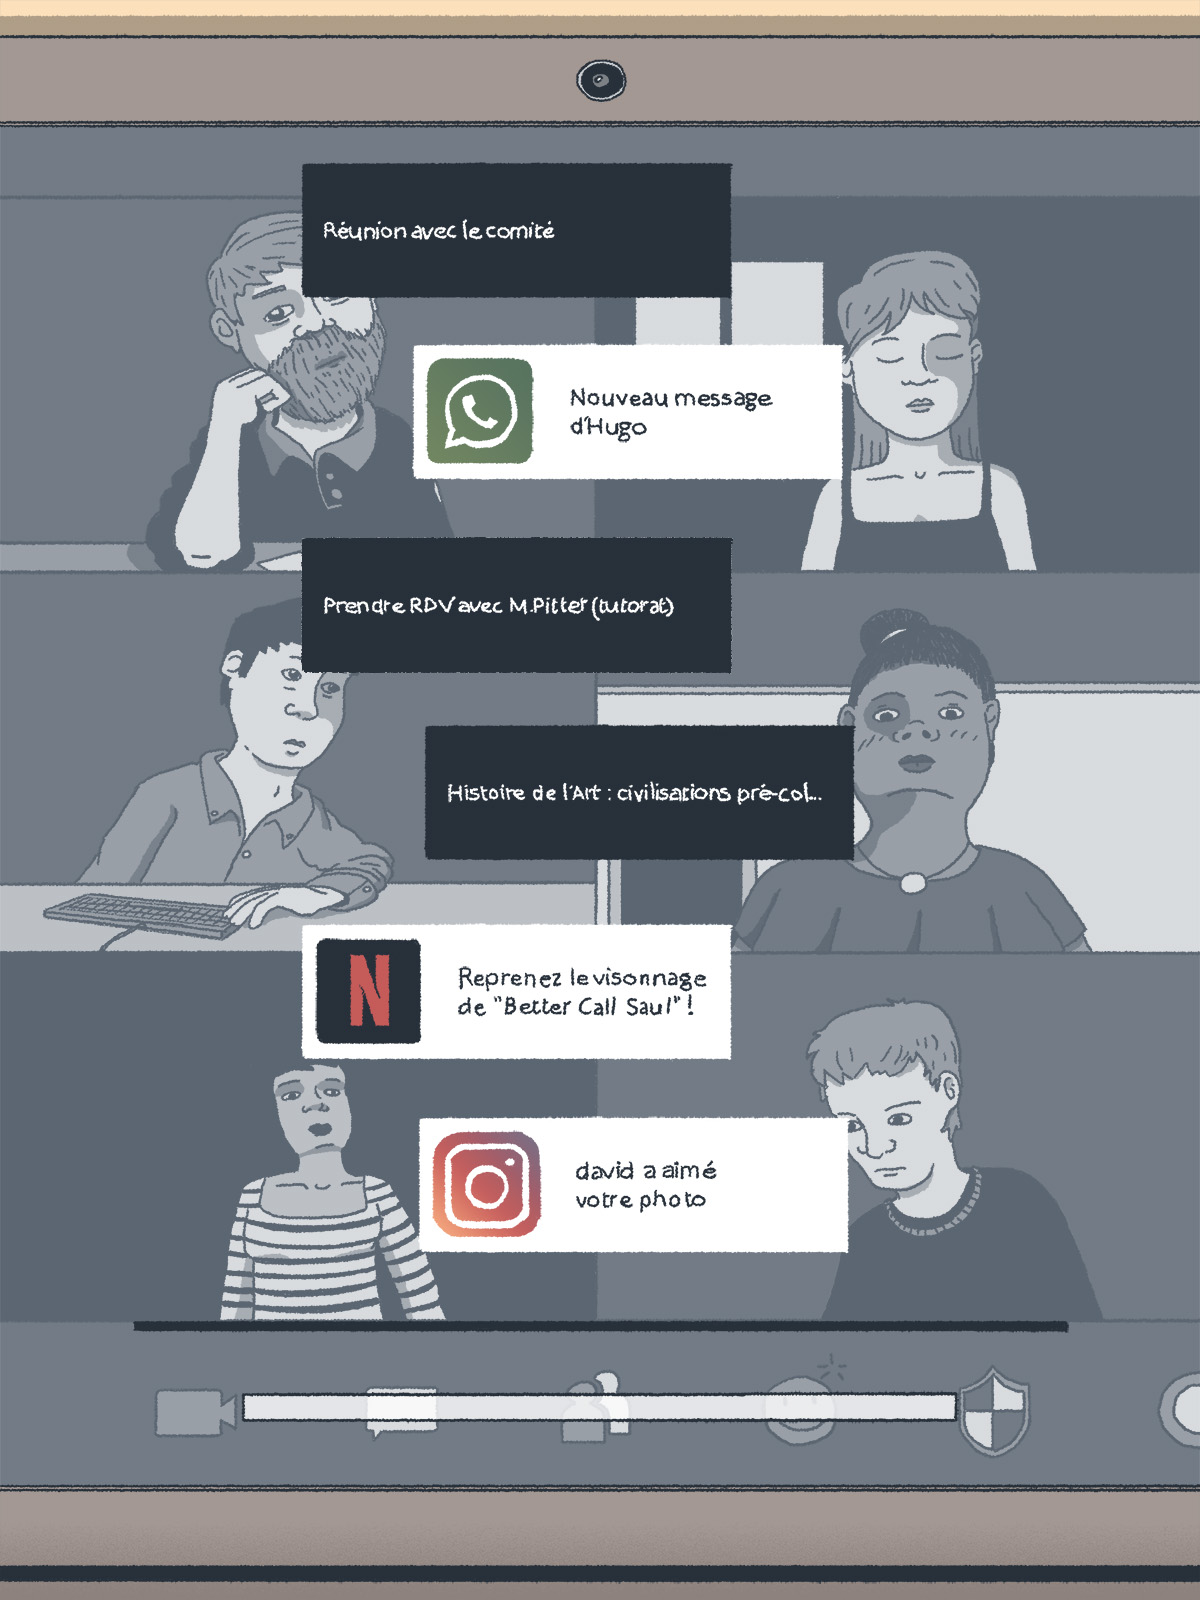 Réunion avec le comité
Nouveau message
d'Hugo
Prendre RDV avec M.Pittet (tutorat)
Histoire de l'Art : civilisations pré-col...
N
Reprenez le visonnage
de "Better Call Saul" !
david a aimé
votre photo